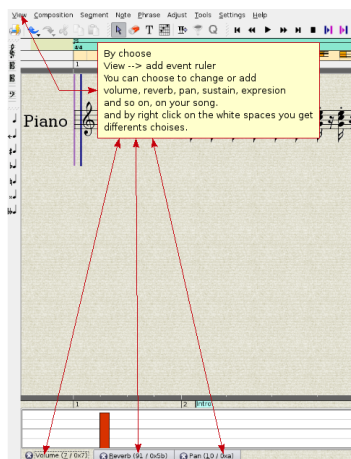 View Composition Segment Note Phrase Adjust Tools Settings Help
By choose
View --> add event ruler
You can choose to change or add
volume, reverb, pan, sustain, expresion
and so on, on your song.
and by right click on the white spaces you get
differents choises.
4:4
1
Piano
1 2 Intro
Volume (7 / 0x7) Reverb (91 / 0x5b) Pan (10 / 0xa)